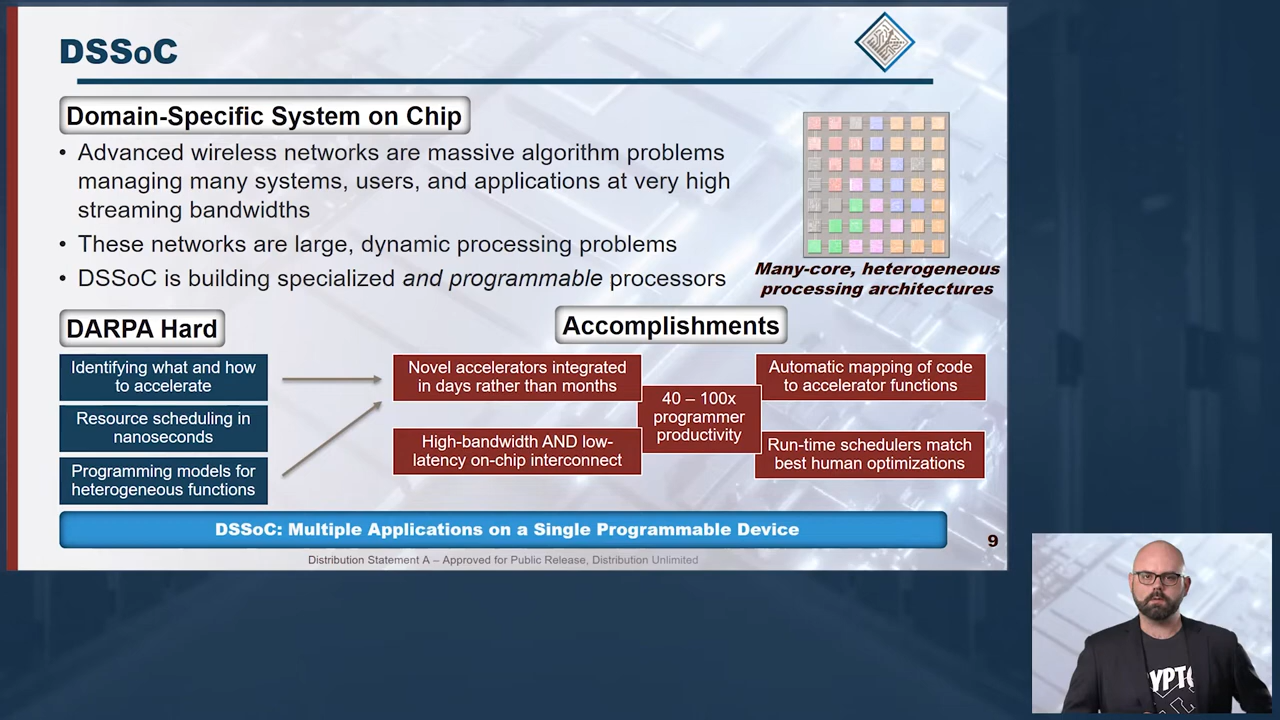 DSSoC
Domain-Specific System on Chip
• Advanced wireless networks are massive algorithm problems
managing many systems, users, and applications at very high
streaming bandwidths
• These networks are large, dynamic processing problems
• DSSoC is building specialized and programmable processors
Many-core, heterogeneous
processing architectures
DARPA Hard
Identifying what and how
to accelerate
Resource scheduling in
nanoseconds
Programming models for
heterogeneous functions
Accomplishments
Novel accelerators integrated
in days rather than months
High-bandwidth AND low-
latency on-chip interconnect
40 – 100x
programmer
productivity
Automatic mapping of code
to accelerator functions
Run-time schedulers match
best human optimizations
DSSoC: Multiple Applications on a Single Programmable Device
9
Distribution Statement A – Approved for Public Release, Distribution Unlimited